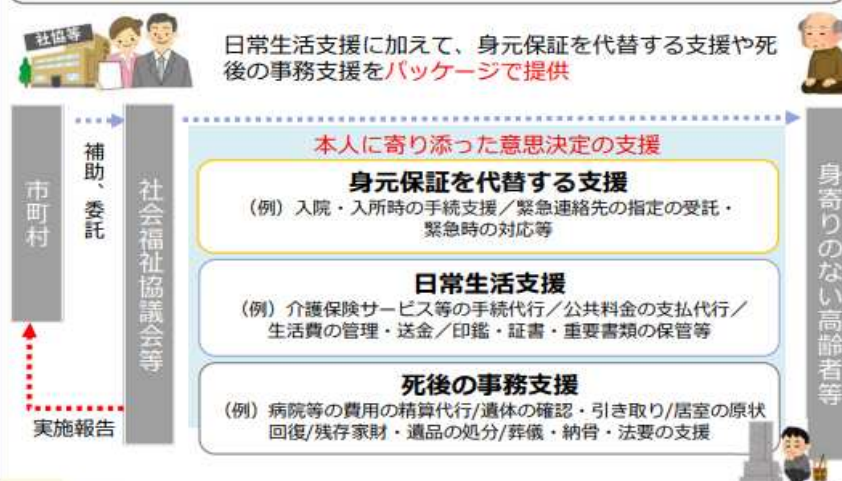 社協等
日常生活支援に加えて、身元保証を代替する支援や死
後の事務支援をパッケージで提供
市町村
補助、委託
社会福祉協議会等
本人に寄り添った意思決定の支援
身元保証を代替する支援
（例）入院・入所時の手続支援／緊急連絡先の指定の受託・
緊急時の対応等
日常生活支援
（例）介護保険サービス等の手続代行／公共料金の支払代行／
生活費の管理・送金／印鑑・証書・重要書類の保管等
死後の事務支援
（例）病院等の費用の精算代行/遺体の確認・引き取り/居室の原状
回復/残存家財・遺品の処分/葬儀・納骨・法要の支援
身寄りのない高齢者等
実施報告